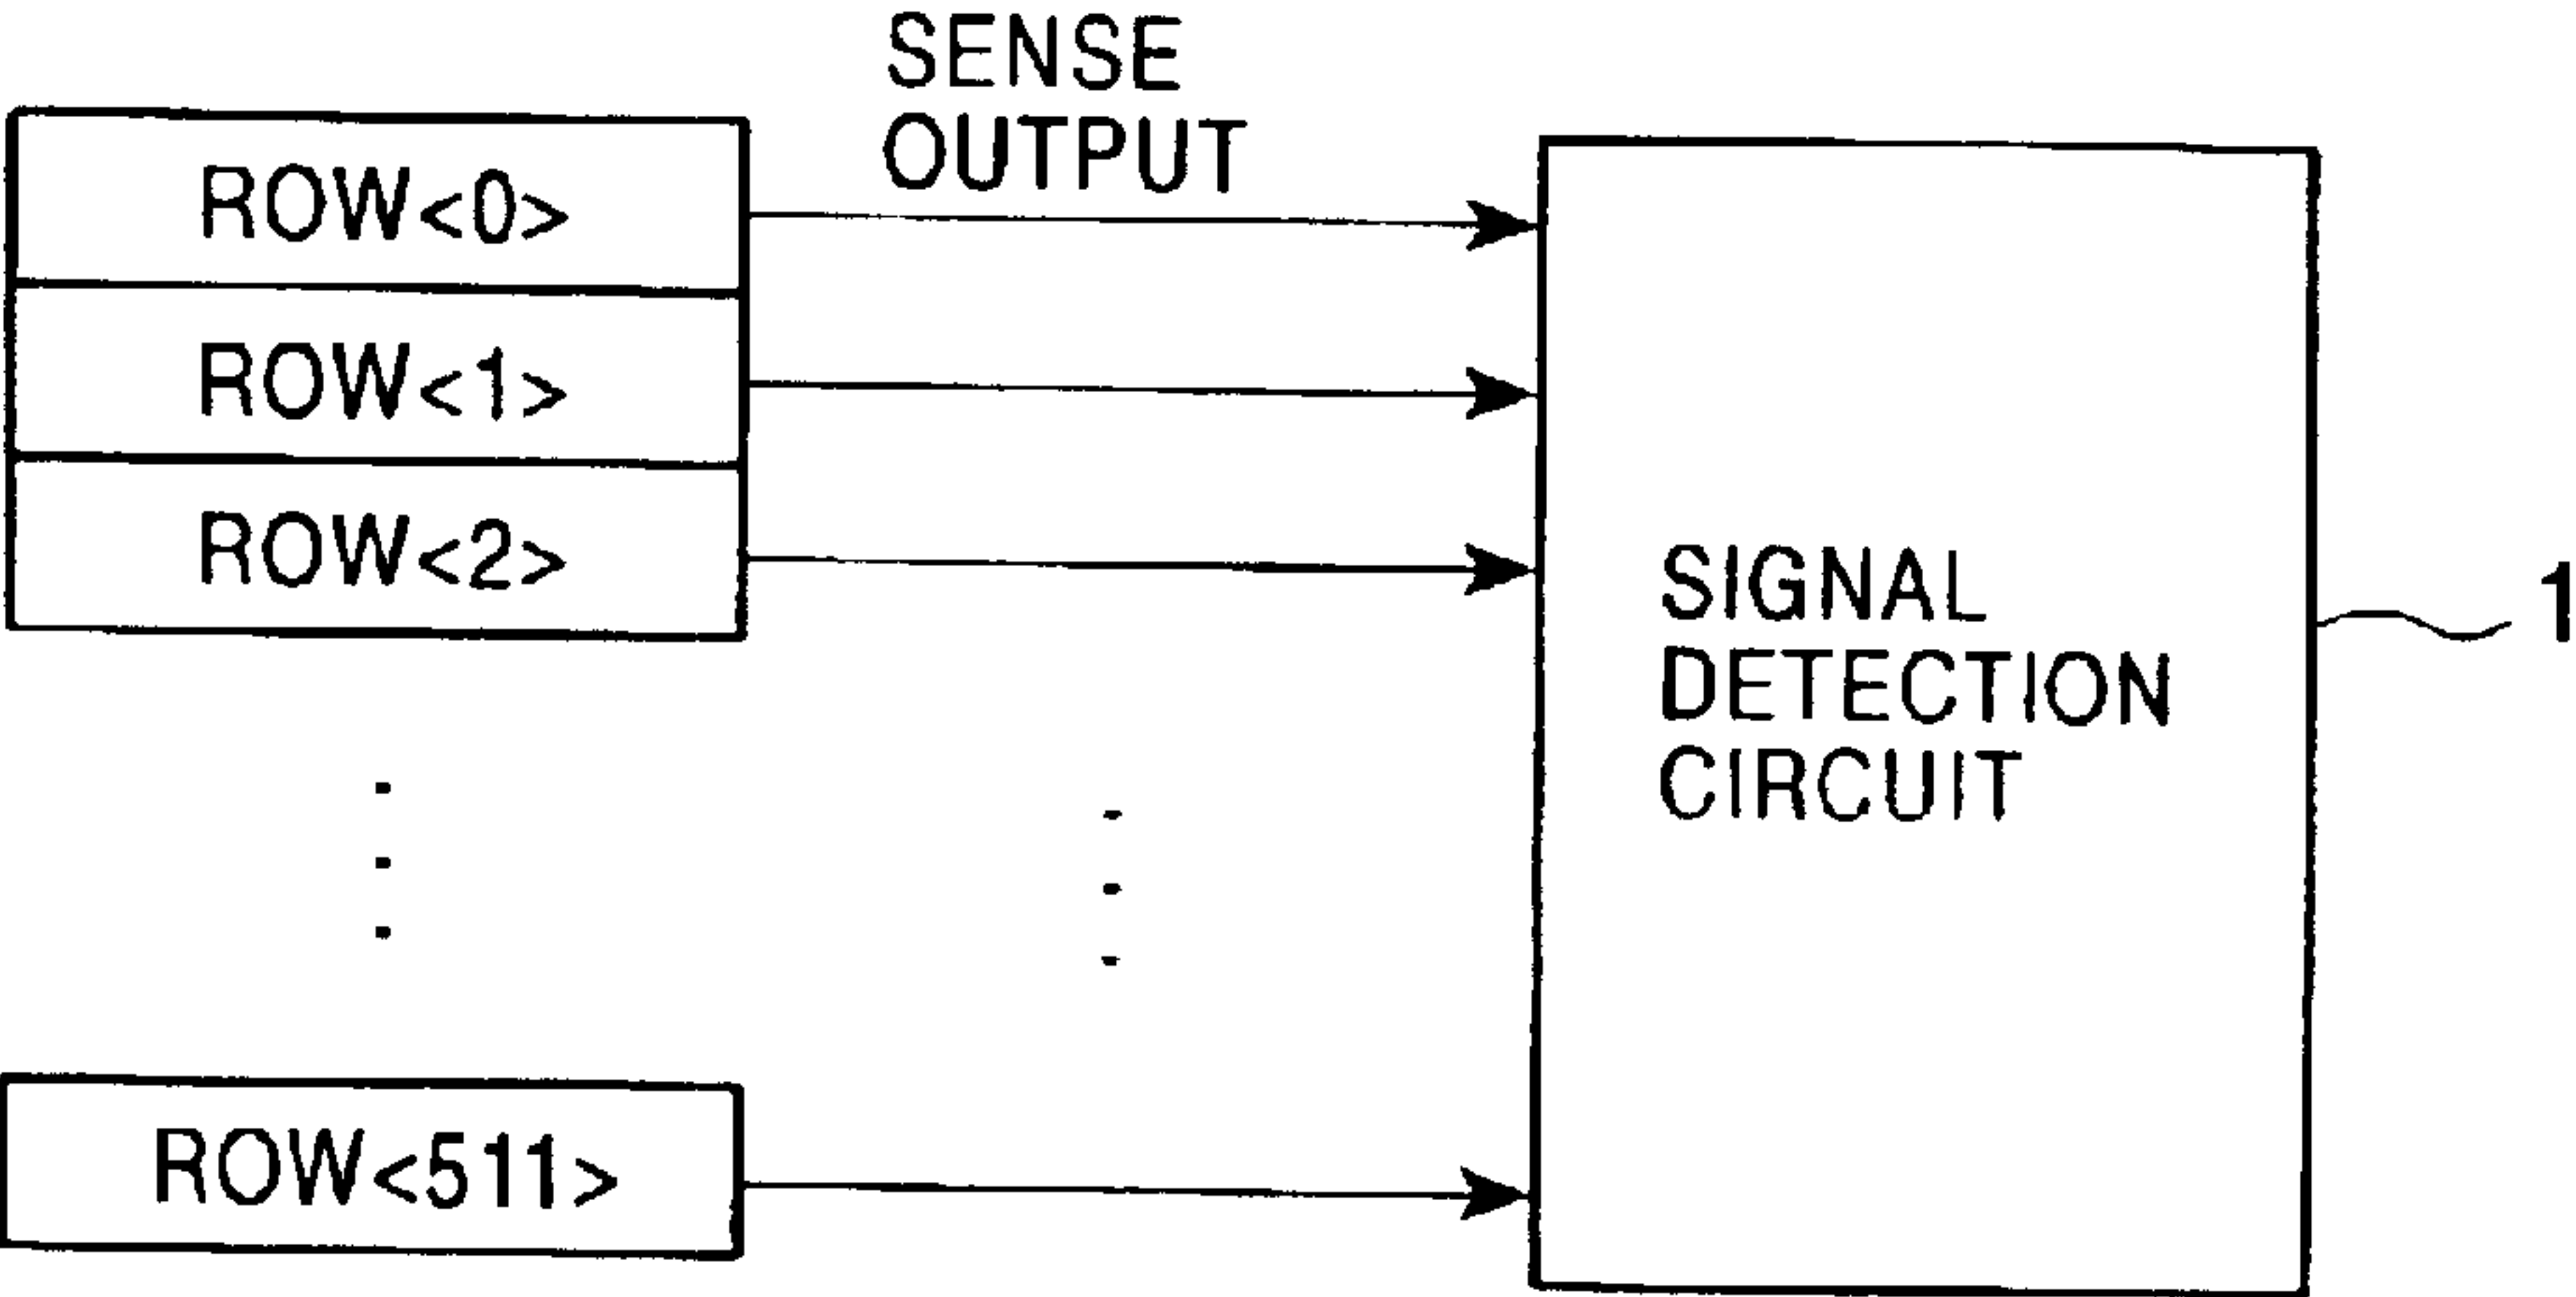 SENSE
OUTPUT
ROW<0>
ROW<1>
ROW<2>
SIGNAL
DETECTION
CIRCUIT
1
ROW<511>